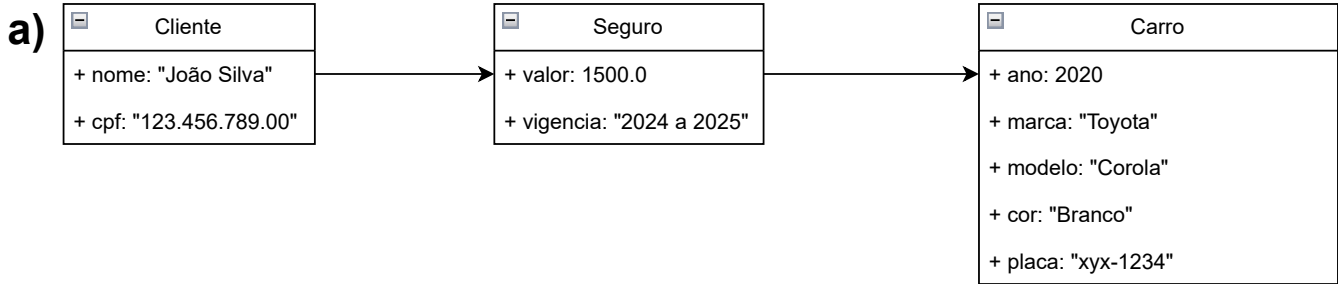 a)
Cliente
+ nome: "João Silva"
+ cpf: "123.456.789.00"
Seguro
+ valor: 1500.0
+ vigencia: "2024 a 2025"
Carro
+ ano: 2020
+ marca: "Toyota"
+ modelo: "Corola"
+ cor: "Branco"
+ placa: "xyx-1234"